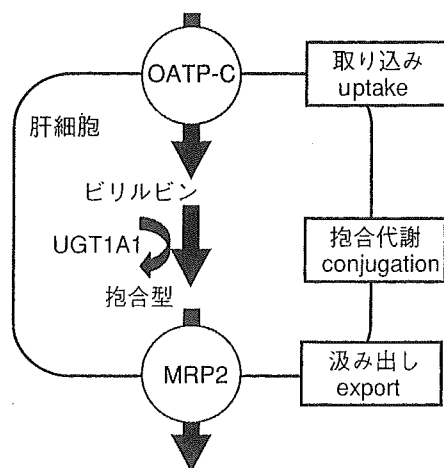 OATP-C
取り込み
uptake
肝細胞
ビリルビン
UGT1A1
抱合型
抱合代謝
conjugation
MRP2
汲み出し
export